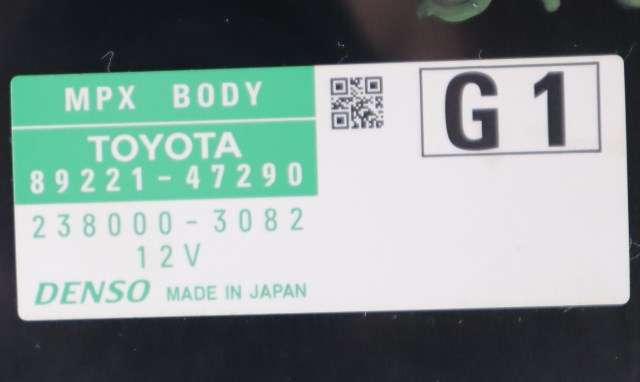 MPX BODY
G1
TOYOTA
89221-47290
238000-3082
12V
DENSO MADE IN JAPAN